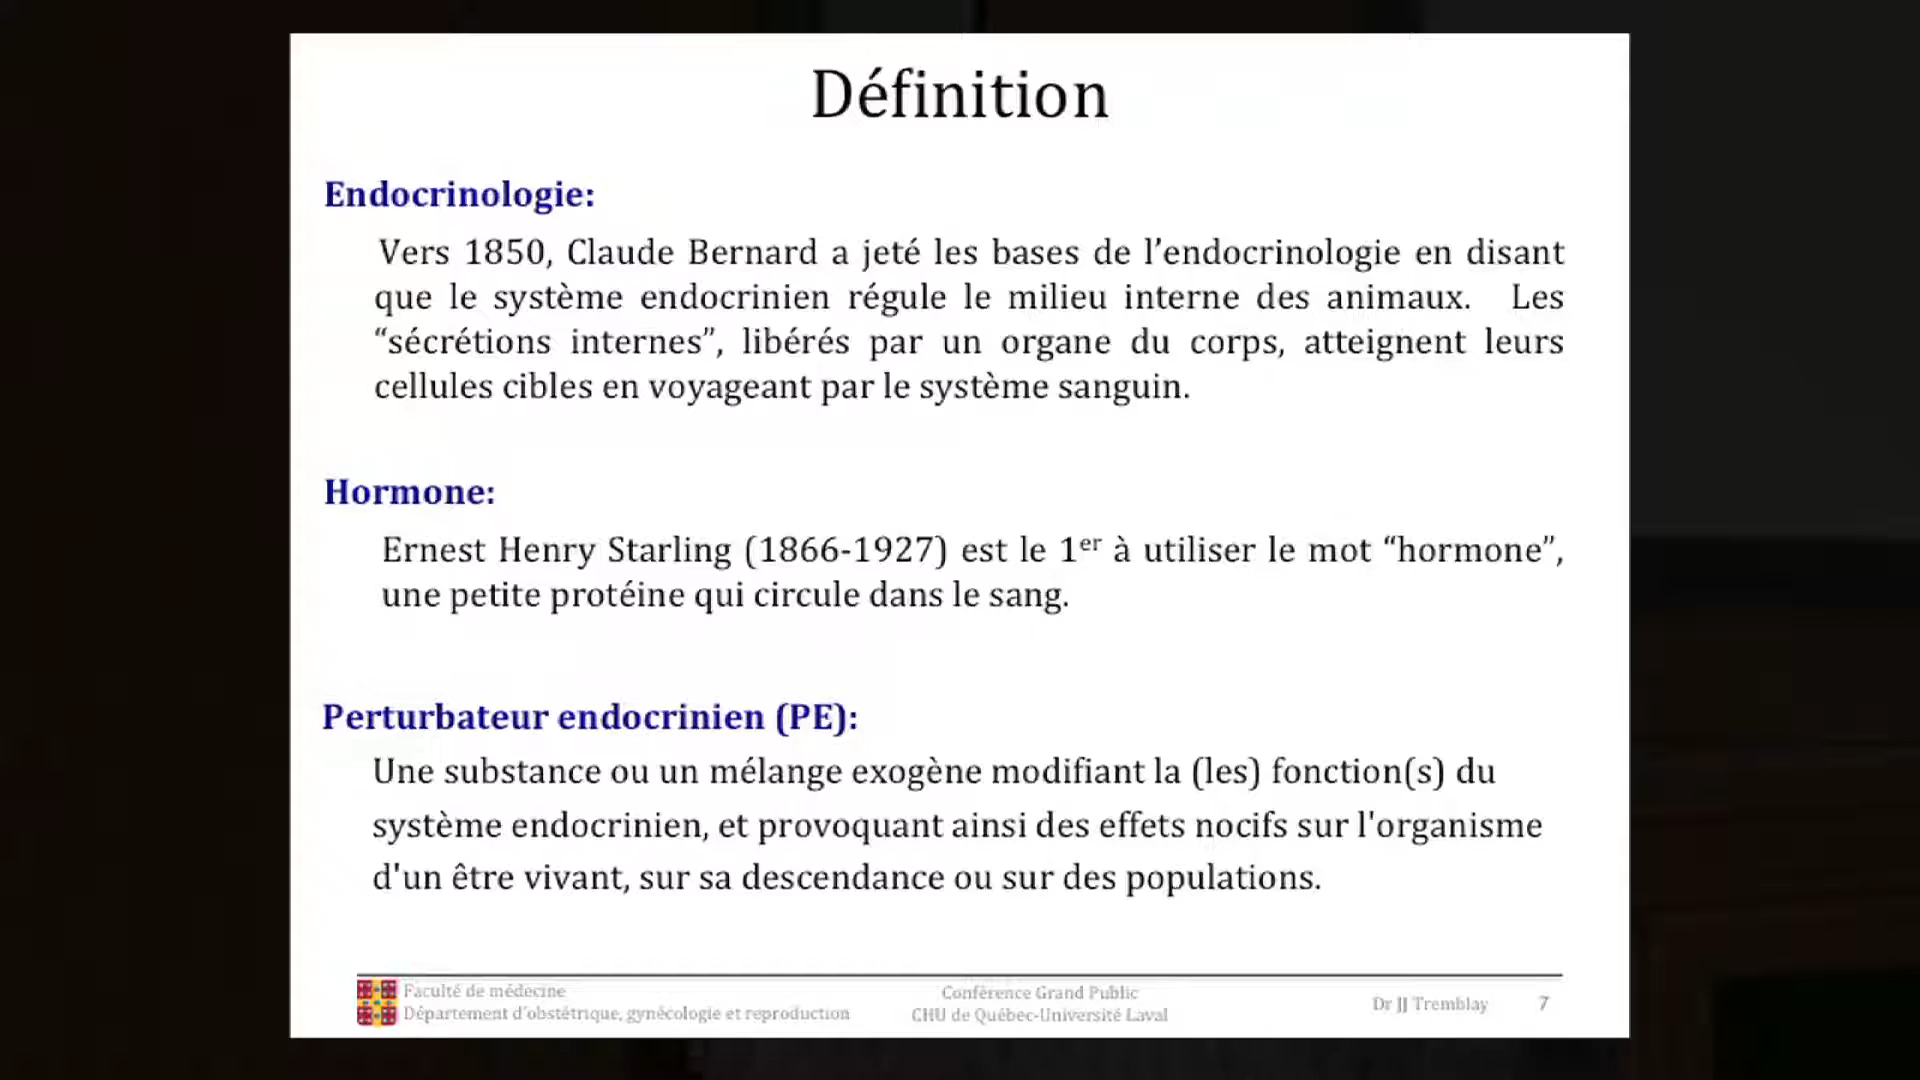 Définition
Endocrinologie:
Vers 1850, Claude Bernard a jeté les bases de l’endocrinologie en disant
que le système endocrinien régule le milieu interne des animaux. Les
“sécrétions internes”, libérés par un organe du corps, atteignent leurs
cellules cibles en voyageant par le système sanguin.
Hormone:
Ernest Henry Starling (1866-1927) est le 1er à utiliser le mot “hormone”,
une petite protéine qui circule dans le sang.
Perturbateur endocrinien (PE):
Une substance ou un mélange exogène modifiant la (les) fonction(s) du
système endocrinien, et provoquant ainsi des effets nocifs sur l'organisme
d'un être vivant, sur sa descendance ou sur des populations.
Faculté de médecine
Département d’obstétrique, gynécologie et reproduction
Conférence Grand Public
CHU de Québec-Université Laval
Dr JJ Tremblay
7